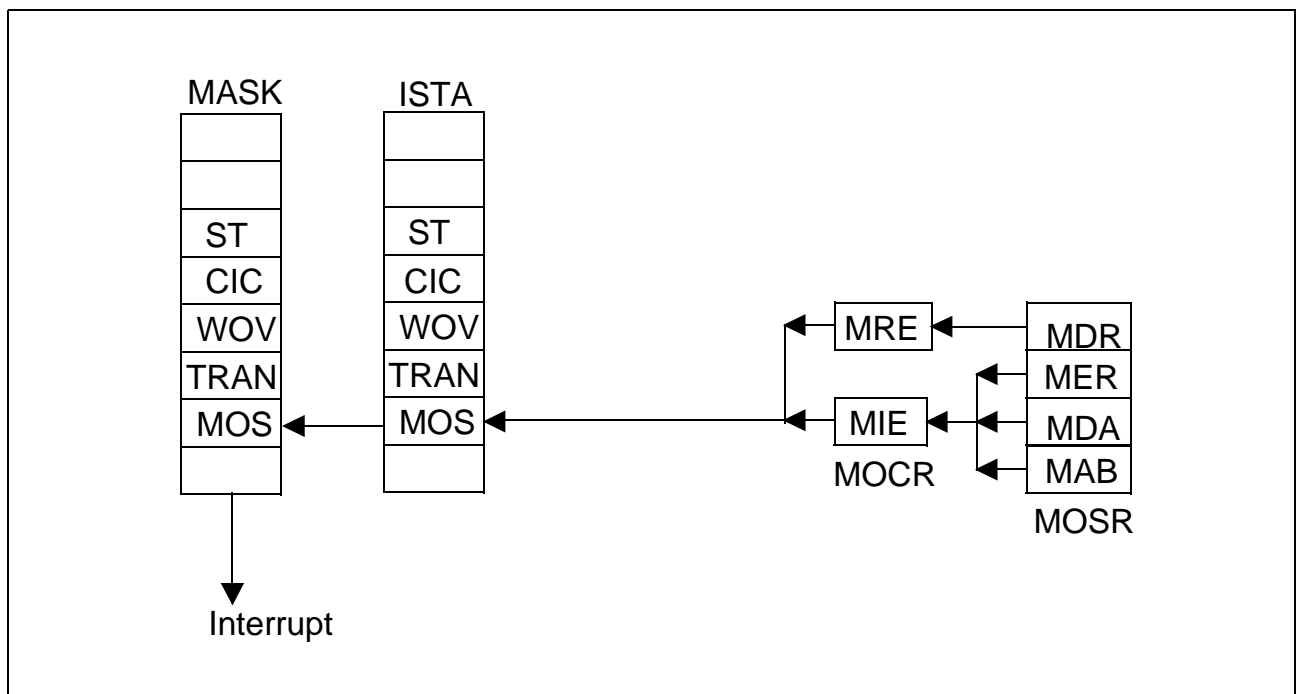 MASK
ISTA
ST
ST
CIC
CIC
WOV
WOV
MRE
MDR
TRAN
TRAN
MER
MOS
MOS
MIE
MDA
MOCR
MAB
MOSR
Interrupt